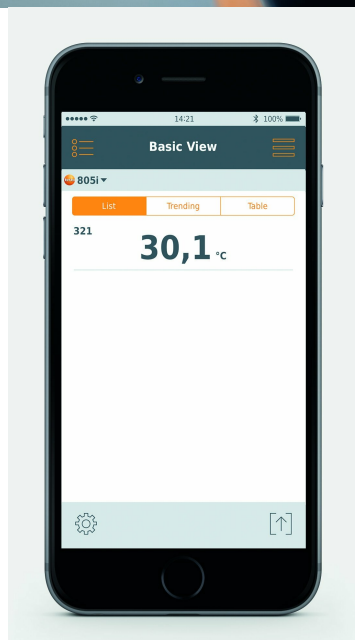 14:21
100%
Basic View
805i
List Trending Table
321
30,1 °C